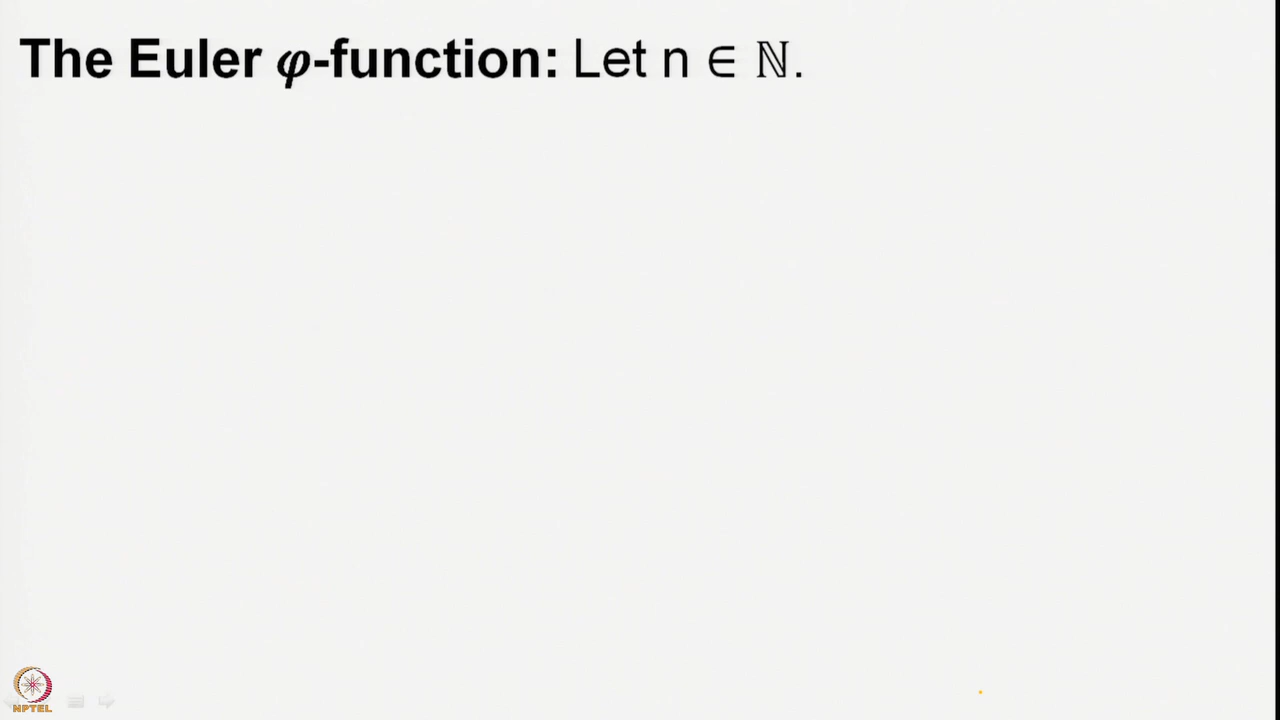 The Euler φ-function: Let n ∈ ℕ.
NPTEL